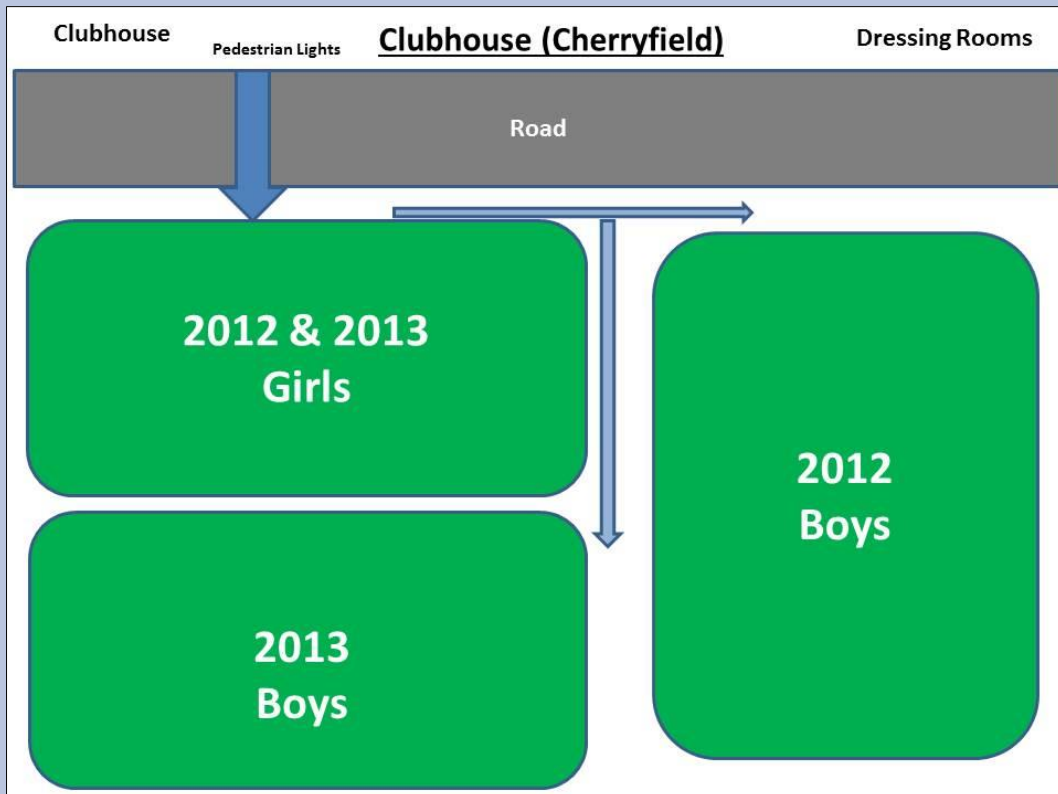 Clubhouse
Pedestrian Lights
Clubhouse (Cherryfield)
Dressing Rooms
Road
2012 & 2013
Girls
2012
Boys
2013
Boys